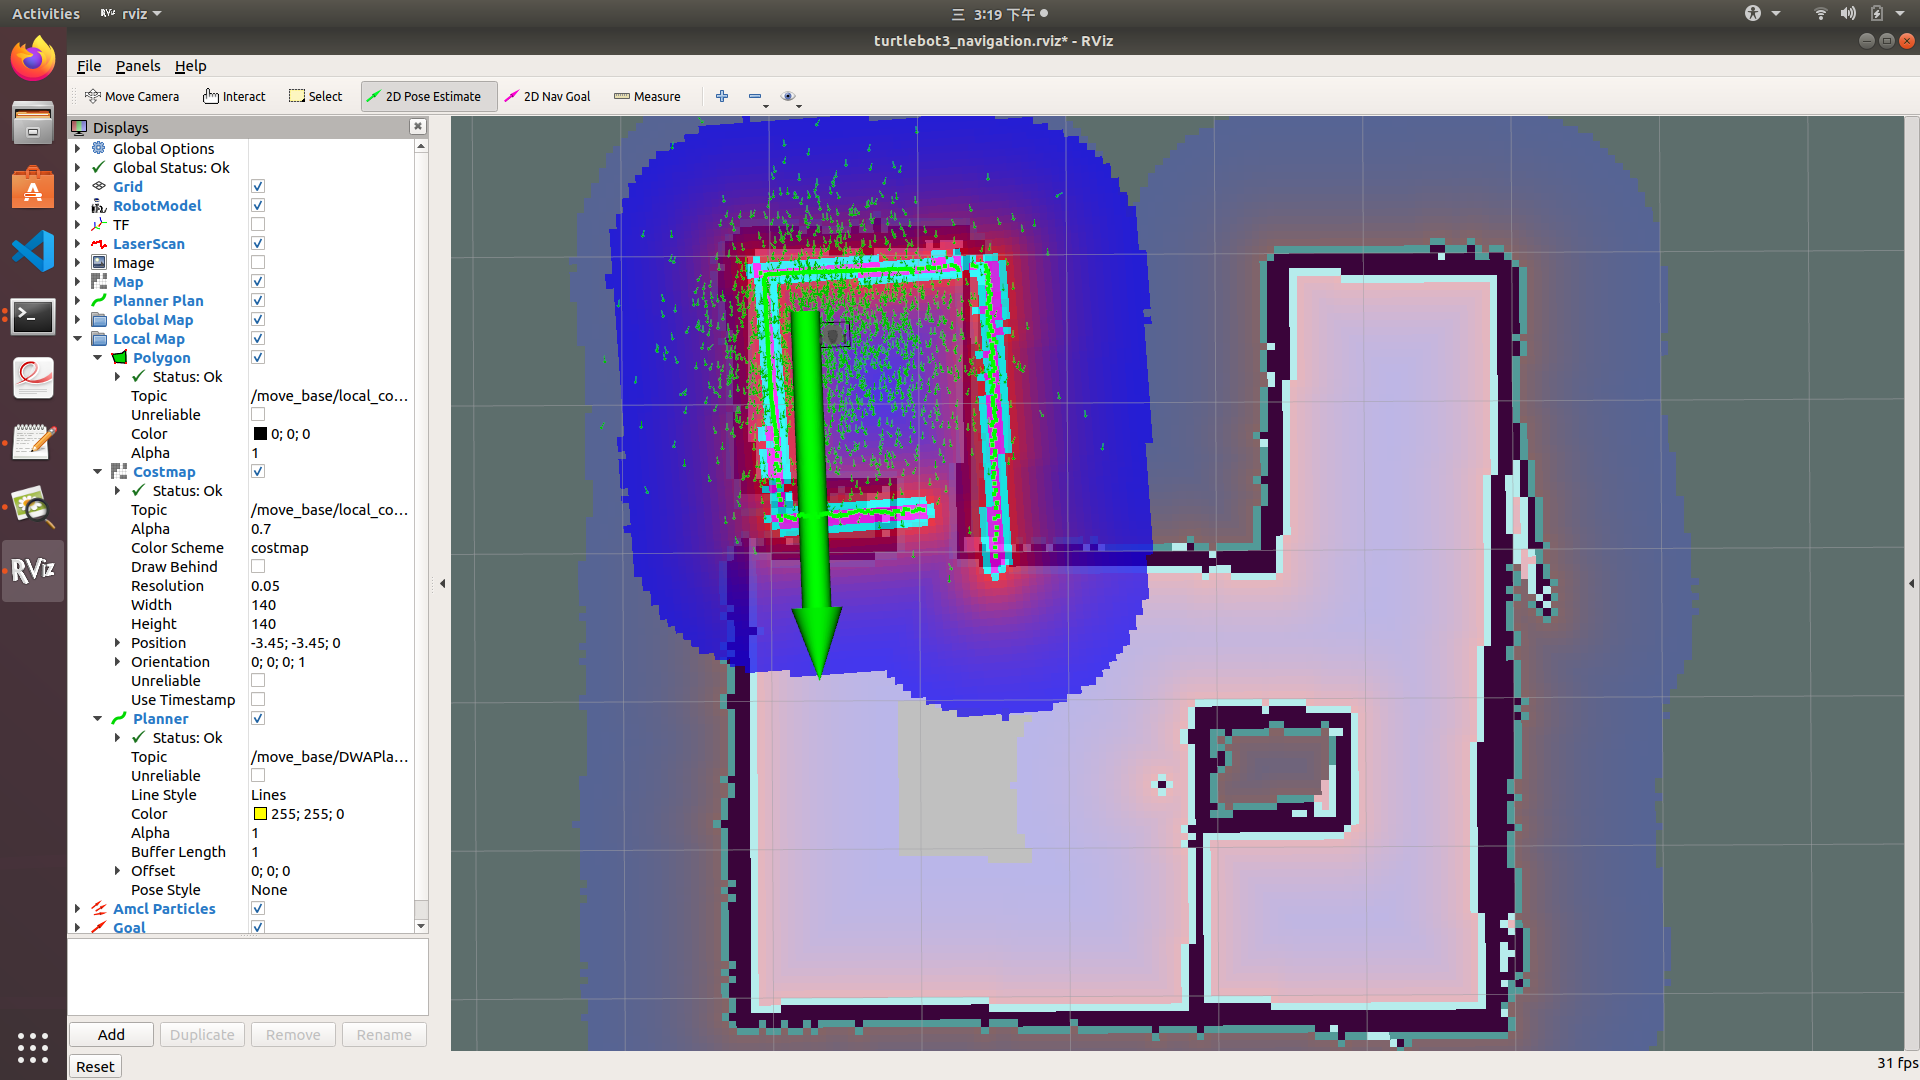 Activities
rviz
三 3:19 下午
turtlebot3_navigation.rviz* - RViz
File Panels Help
Move Camera
Interact
Select
2D Pose Estimate
2D Nav Goal
Measure
Displays
Global Options
Global Status: Ok
Grid
RobotModel
TF
LaserScan
Image
Map
Planner Plan
Global Map
Local Map
Polygon
Status: Ok
Topic /move_base/local_co...
Unreliable
Color 0; 0; 0
Alpha 1
Costmap
Status: Ok
Topic /move_base/local_co...
Alpha 0.7
Color Scheme costmap
Draw Behind
Resolution 0.05
Width 140
Height 140
Position -3.45; -3.45; 0
Orientation 0; 0; 0; 1
Unreliable
Use Timestamp
Planner
Status: Ok
Topic /move_base/DWAPla...
Unreliable
Line Style Lines
Color 255; 255; 0
Alpha 1
Buffer Length 1
Offset 0; 0; 0
Pose Style None
Amcl Particles
Goal
Add Duplicate Remove Rename
Reset
31 fps
RViz